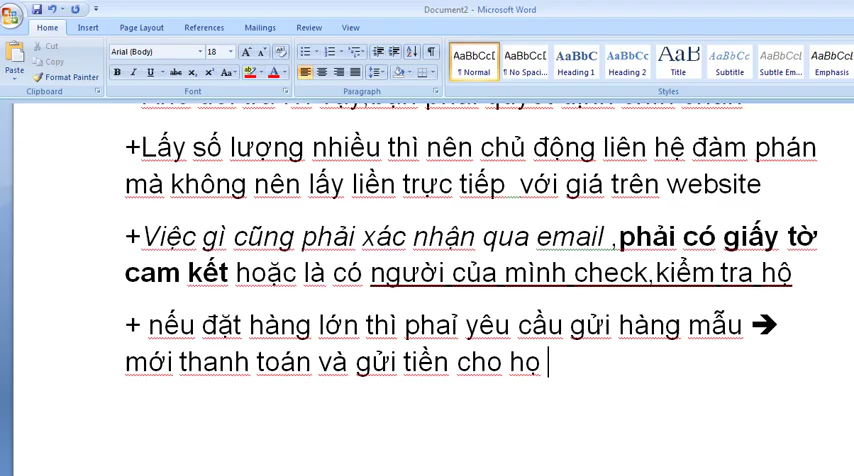 Document2 - Microsoft Word
Home Insert Page Layout References Mailings Review View
Cut
Copy
Format Painter
Paste
Clipboard
Arial (Body) 18
Font
Paragraph
AaBbCcD AaBbCcD AaBbC AaBbCc AaB AaBbCc AaBbCcD AaBbCcD
¶ Normal ¶ No Spaci... Heading 1 Heading 2 Title Subtitle Subtle Em... Emphasis
Styles
+Lấy số lượng nhiều thì nên chủ động liên hệ đàm phán
mà không nên lấy liền trực tiếp với giá trên website
+Việc gì cũng phải xác nhận qua email ,phải có giấy tờ
cam kết hoặc là có người của mình check,kiểm tra hộ
+ nếu đặt hàng lớn thì phaỉ yêu cầu gửi hàng mẫu ➔
mới thanh toán và gửi tiền cho họ